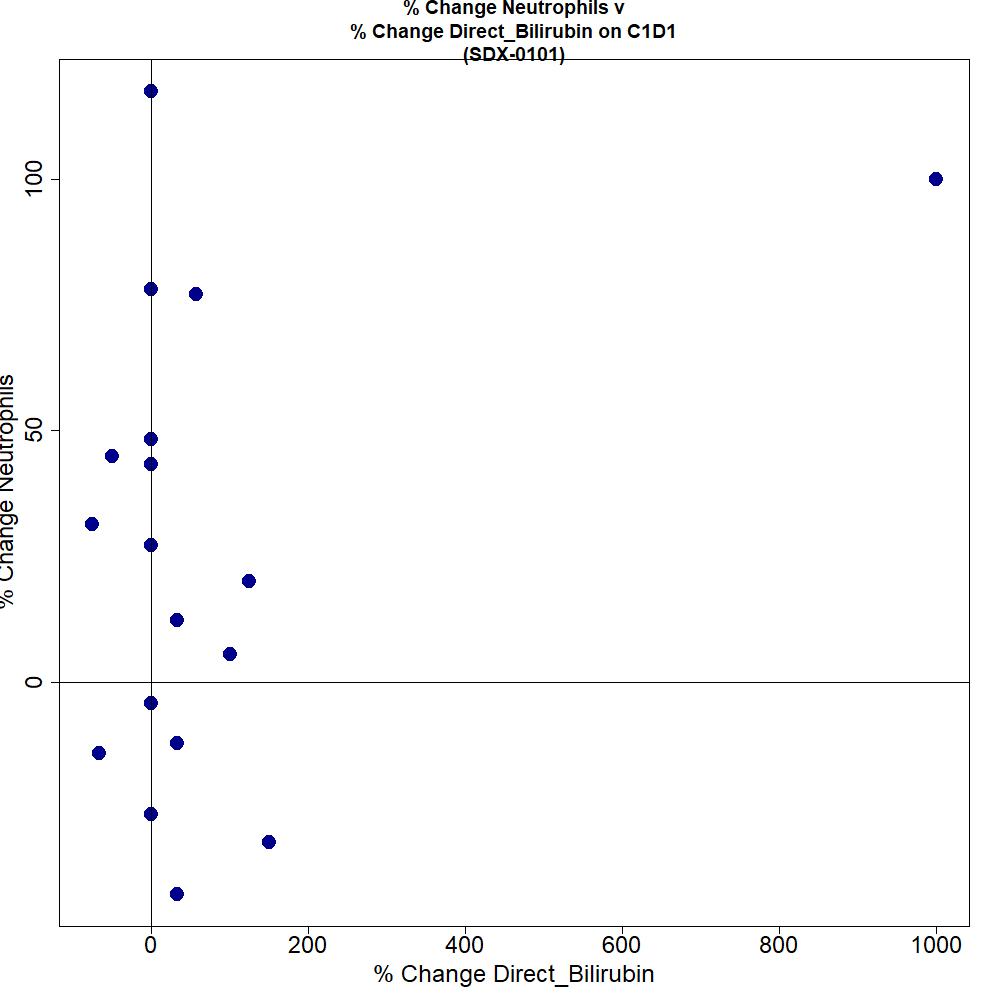 % Change Neutrophils v
% Change Direct_Bilirubin on C1D1
(SDX-0101)
100
50
0
% Change Neutrophils
0 200 400 600 800 1000
% Change Direct_Bilirubin